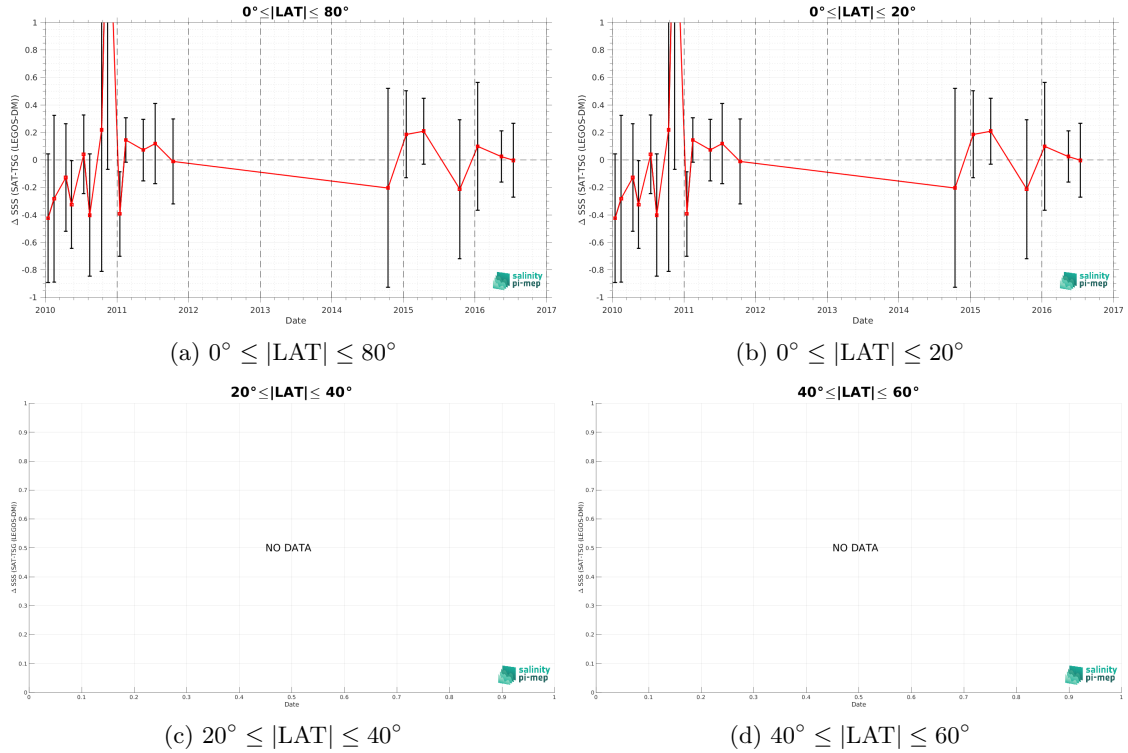 0°≤|LAT|≤ 80°
Δ SSS (SAT-TSG (LEGOS-DM))
1
0.8
0.6
0.4
0.2
0
-0.2
-0.4
-0.6
-0.8
-1
2010 2011 2012 2013 2014 2015 2016 2017
Date
salinity
pi-mep
(a) 0° ≤ |LAT| ≤ 80°
0°≤|LAT|≤ 20°
Δ SSS (SAT-TSG (LEGOS-DM))
1
0.8
0.6
0.4
0.2
0
-0.2
-0.4
-0.6
-0.8
-1
2010 2011 2012 2013 2014 2015 2016 2017
Date
salinity
pi-mep
(b) 0° ≤ |LAT| ≤ 20°
20°≤|LAT|≤ 40°
Δ SSS (SAT-TSG (LEGOS-DM))
1
0.9
0.8
0.7
0.6
0.5
0.4
0.3
0.2
0.1
0
NO DATA
0 0.1 0.2 0.3 0.4 0.5 0.6 0.7 0.8 0.9 1
Date
salinity
pi-mep
(c) 20° ≤ |LAT| ≤ 40°
40°≤|LAT|≤ 60°
Δ SSS (SAT-TSG (LEGOS-DM))
1
0.9
0.8
0.7
0.6
0.5
0.4
0.3
0.2
0.1
0
NO DATA
0 0.1 0.2 0.3 0.4 0.5 0.6 0.7 0.8 0.9 1
Date
salinity
pi-mep
(d) 40° ≤ |LAT| ≤ 60°